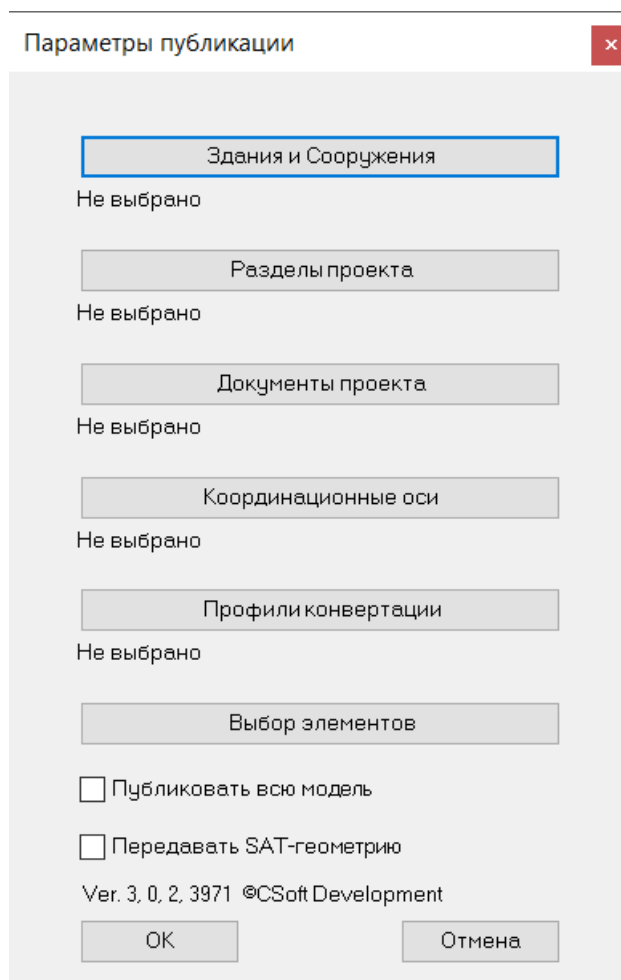 Параметры публикации
Здания и Сооружения
Не выбрано
Разделы проекта
Не выбрано
Документы проекта
Не выбрано
Координационные оси
Не выбрано
Профили конвертации
Не выбрано
Выбор элементов
Публиковать всю модель
Передавать SAT-геометрию
Ver. 3, 0, 2, 3971 ©CSoft Development
OK Отмена